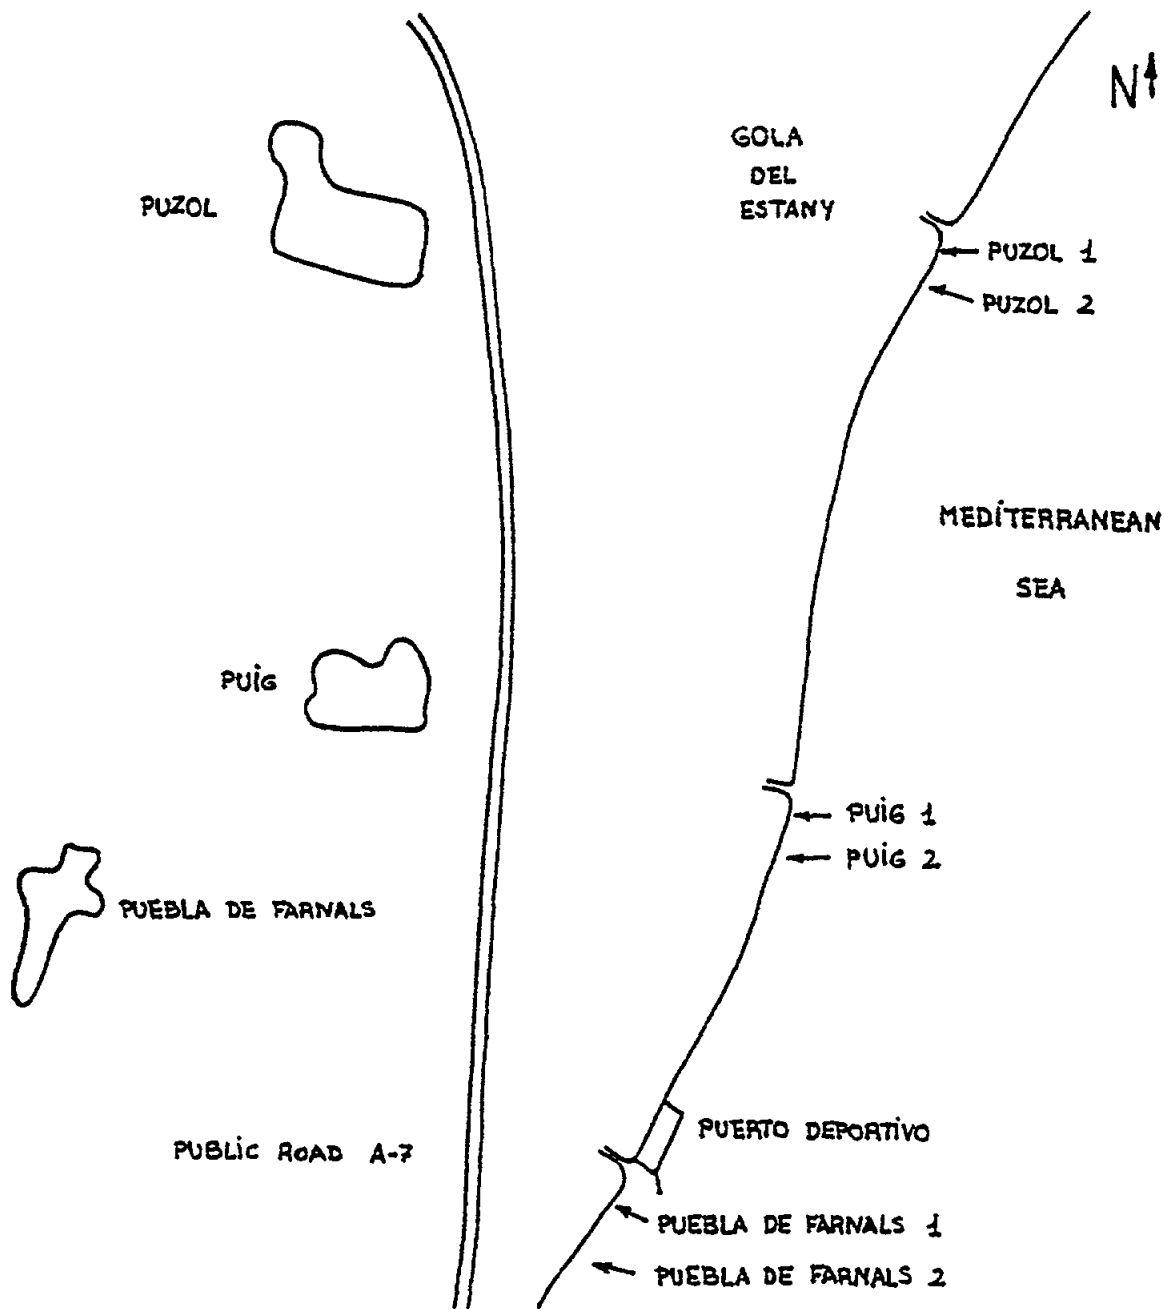 N
GOLA
DEL
ESTANY
PUZOL
PUZOL 1
PUZOL 2
MEDITERRANEAN
SEA
PUIG
PUIG 1
PUIG 2
PUEBLA DE FARNALS
PUERTO DEPORTIVO
PUBLIC ROAD A-7
PUEBLA DE FARNALS 1
PUEBLA DE FARNALS 2